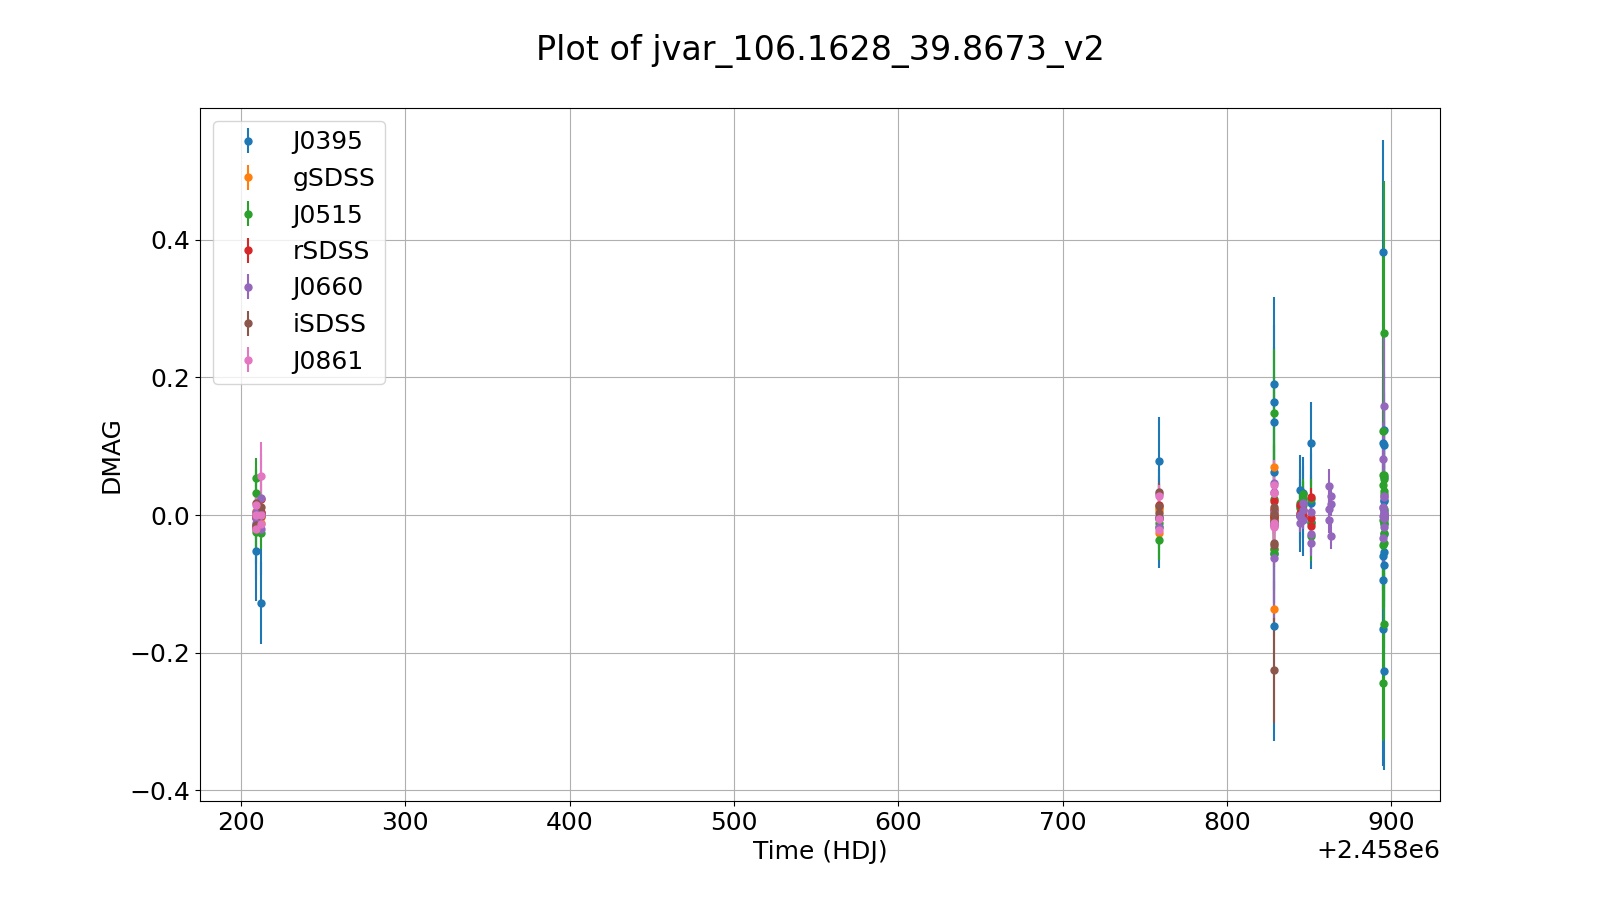 Plot of jvar_106.1628_39.8673_v2
J0395
gSDSS
J0515
rSDSS
J0660
iSDSS
J0861
DMAG
0.4
0.2
0.0
−0.2
−0.4
200 300 400 500 600 700 800 900
Time (HDJ)
+2.458e6